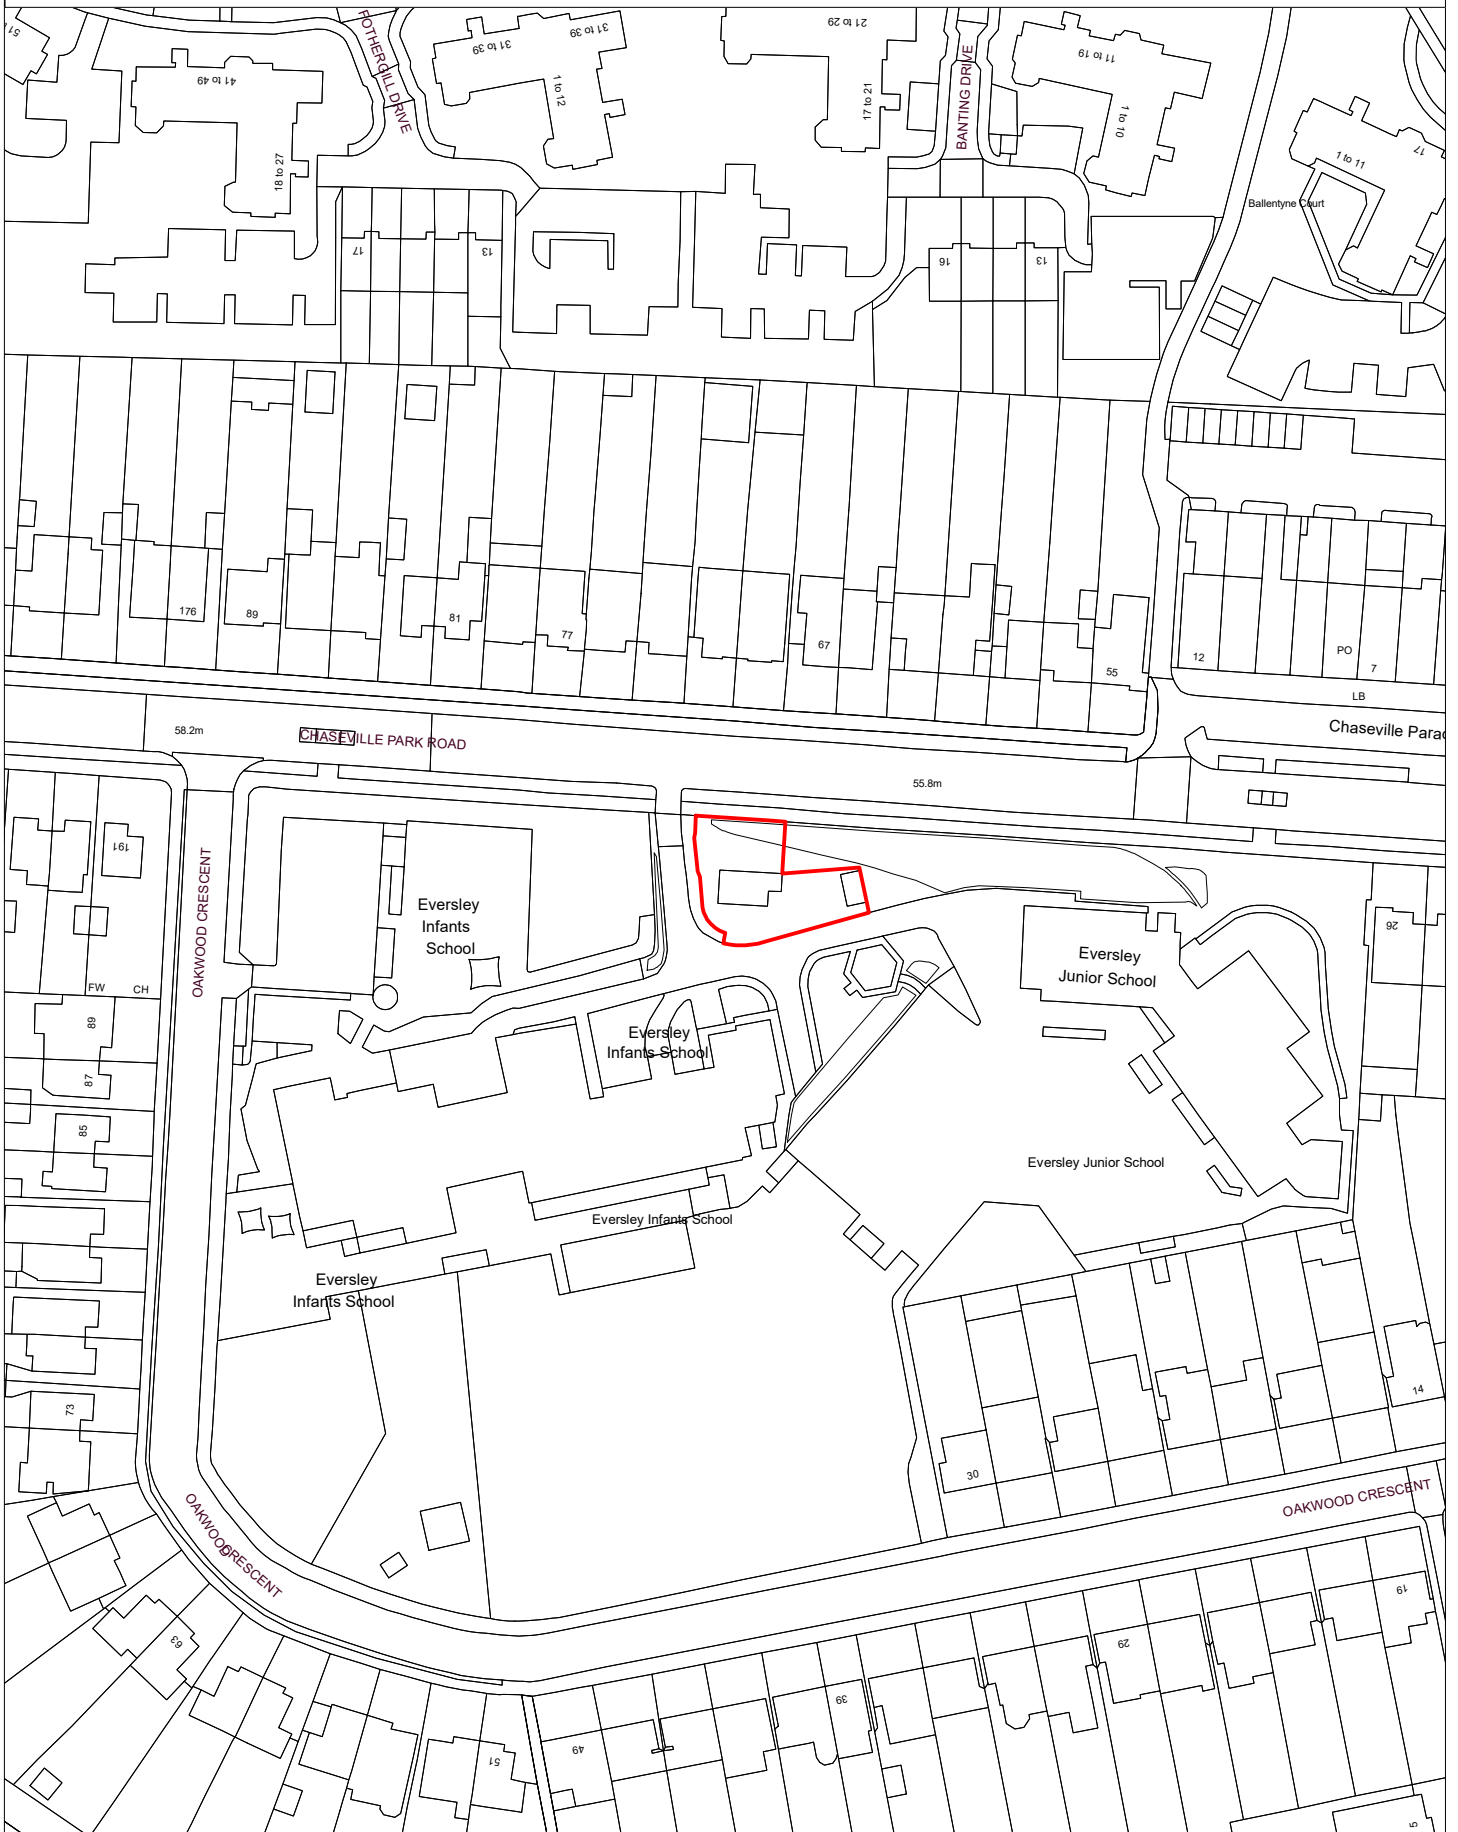 51
41 to 49
18 to 27
FOTHERGILL DRIVE
31 to 39
31 to 39
1 to 12
21 to 29
17 to 21
BANTING DRIVE
11 to 19
1 to 10
1 to 11
17
Ballentyne Court
17
13
16
13
176
89
81
77
67
55
12
PO
7
LB
58.2m
CHASEVILLE PARK ROAD
55.8m
Chaseville Parad
191
OAKWOOD CRESCENT
Eversley
Infants
School
Eversley
Junior School
26
FW
CH
89
87
85
Eversley
Infants School
Eversley Junior School
Eversley Infants School
Eversley
Infants School
73
14
30
OAKWOOD CRESCENT
OAKWOOD CRESCENT
63
51
49
39
29
19
5